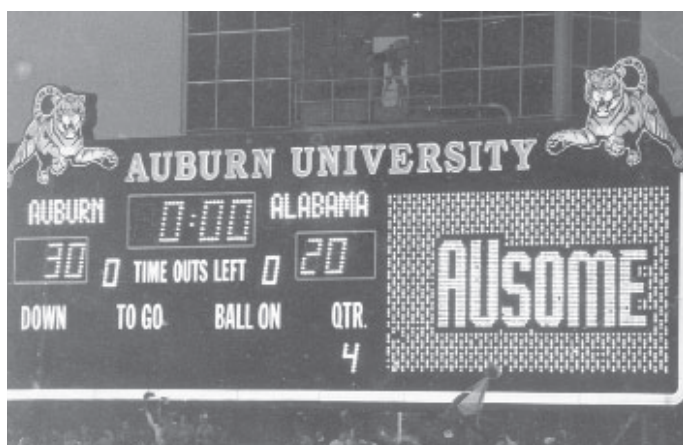 AUBURN UNIVERSITY
AUBURN 0:00 ALABAMA
30 0 TIME OUTS LEFT 0 20
DOWN TO GO BALL ON QTR.
4
AUSOME